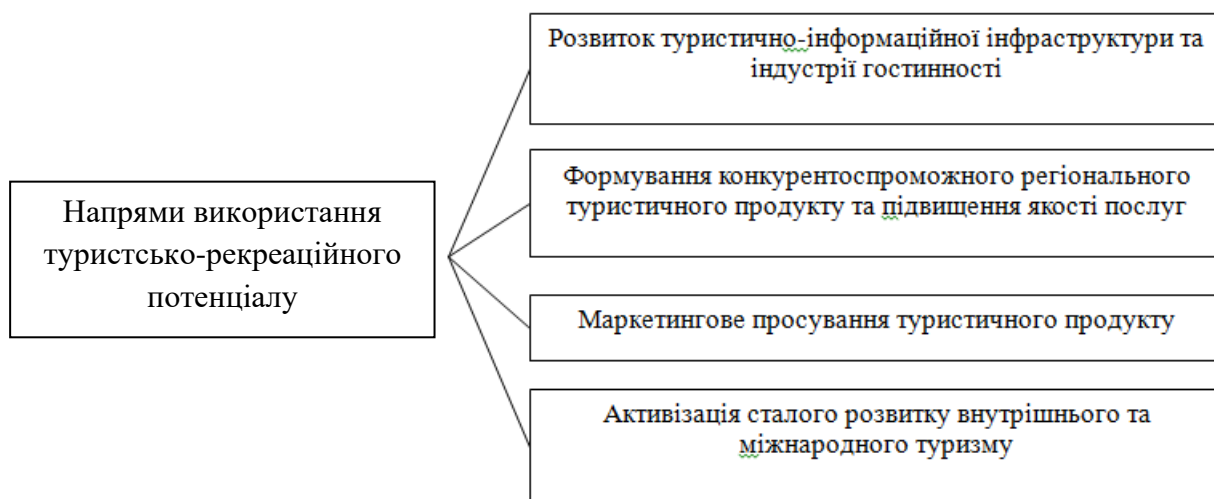 Напрями використання
туристсько-рекреаційного
потенціалу
Розвиток туристично-інформаційної інфраструктури та
індустрії гостинності
Формування конкурентоспроможного регіонального
туристичного продукту та підвищення якості послуг
Маркетингове просування туристичного продукту
Активізація сталого розвитку внутрішнього та
міжнародного туризму